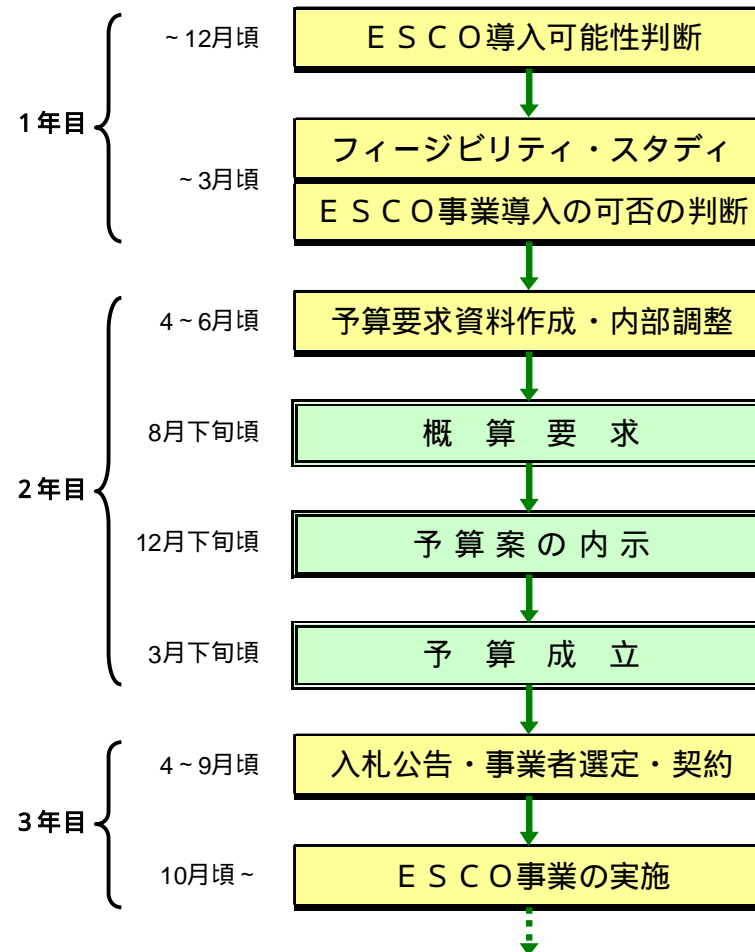 1年目
~12月頃
ESCO導入可能性判断
~3月頃
フィージビリティ・スタディ
ESCO事業導入の可否の判断
2年目
4~6月頃
予算要求資料作成・内部調整
8月下旬頃
概算要求
12月下旬頃
予算案の内示
3月下旬頃
予算成立
3年目
4~9月頃
入札公告・事業者選定・契約
10月頃~
ESCO事業の実施